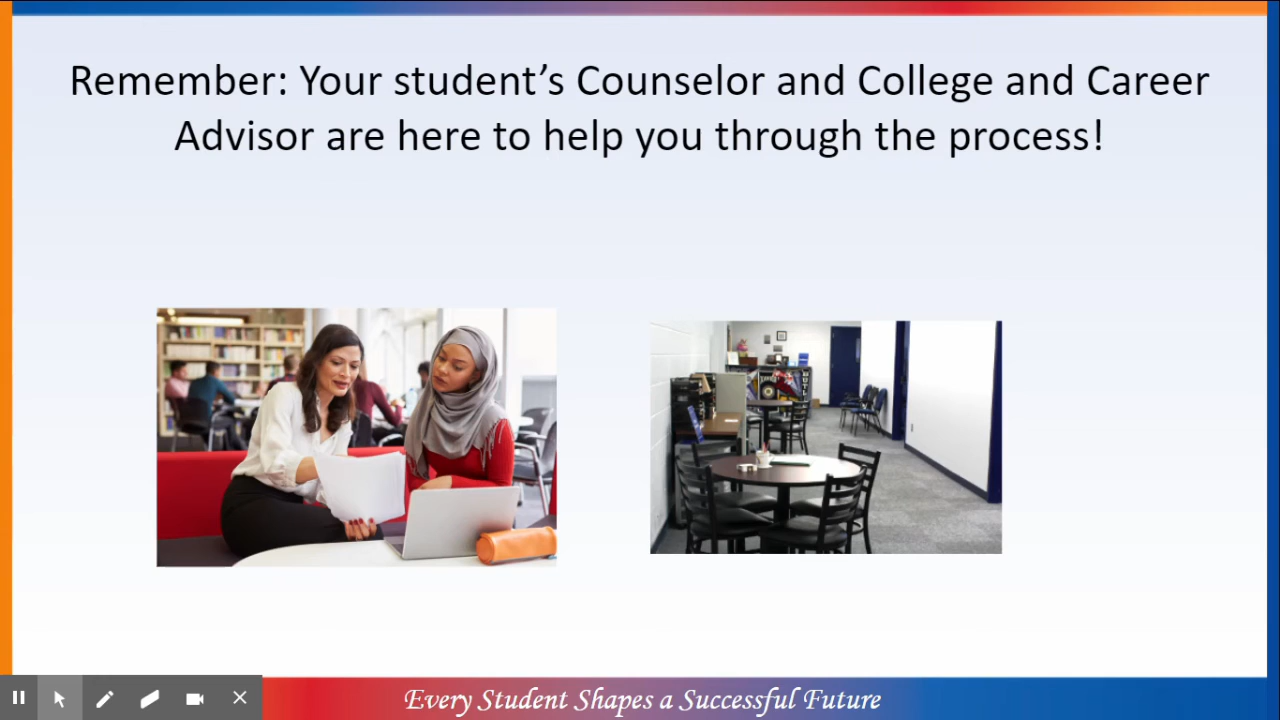 Remember: Your student’s Counselor and College and Career
Advisor are here to help you through the process!
Every Student Shapes a Successful Future